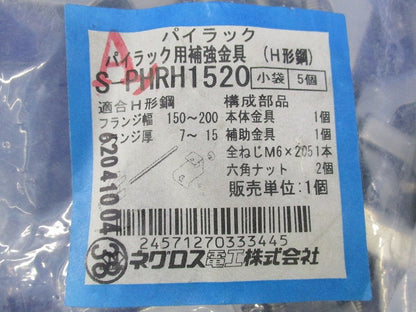 パイラック
パイラック用補強金具 (H形鋼)
S-PHRH1520 小袋 5個
適合H形鋼 構成部品
フランジ幅 150～200 本体金具 1個
ンジ厚 7～15 補助金具 1個
全ねじM6×205 1本
六角ナット 2個
販売単位:1個
62041004
38
24571270333445
ネグロス電工株式会社